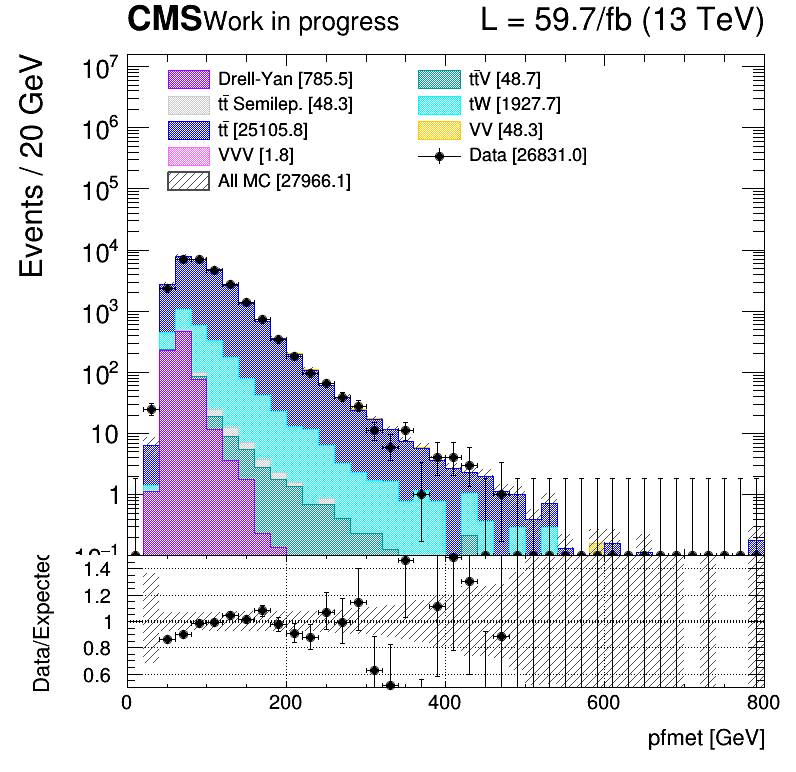 CMS Work in progress L = 59.7/fb (13 TeV)
Events / 20 GeV
10⁷
10⁶
10⁵
10⁴
10³
10²
10
1
10⁻¹
Drell-Yan [785.5]
tt̄ Semilep. [48.3]
tt̄ [25105.8]
VVV [1.8]
All MC [27966.1]
tt̄V [48.7]
tW [1927.7]
VV [48.3]
Data [26831.0]
Data/Expected
1.4
1.2
1
0.8
0.6
0 200 400 600 800
pfmet [GeV]